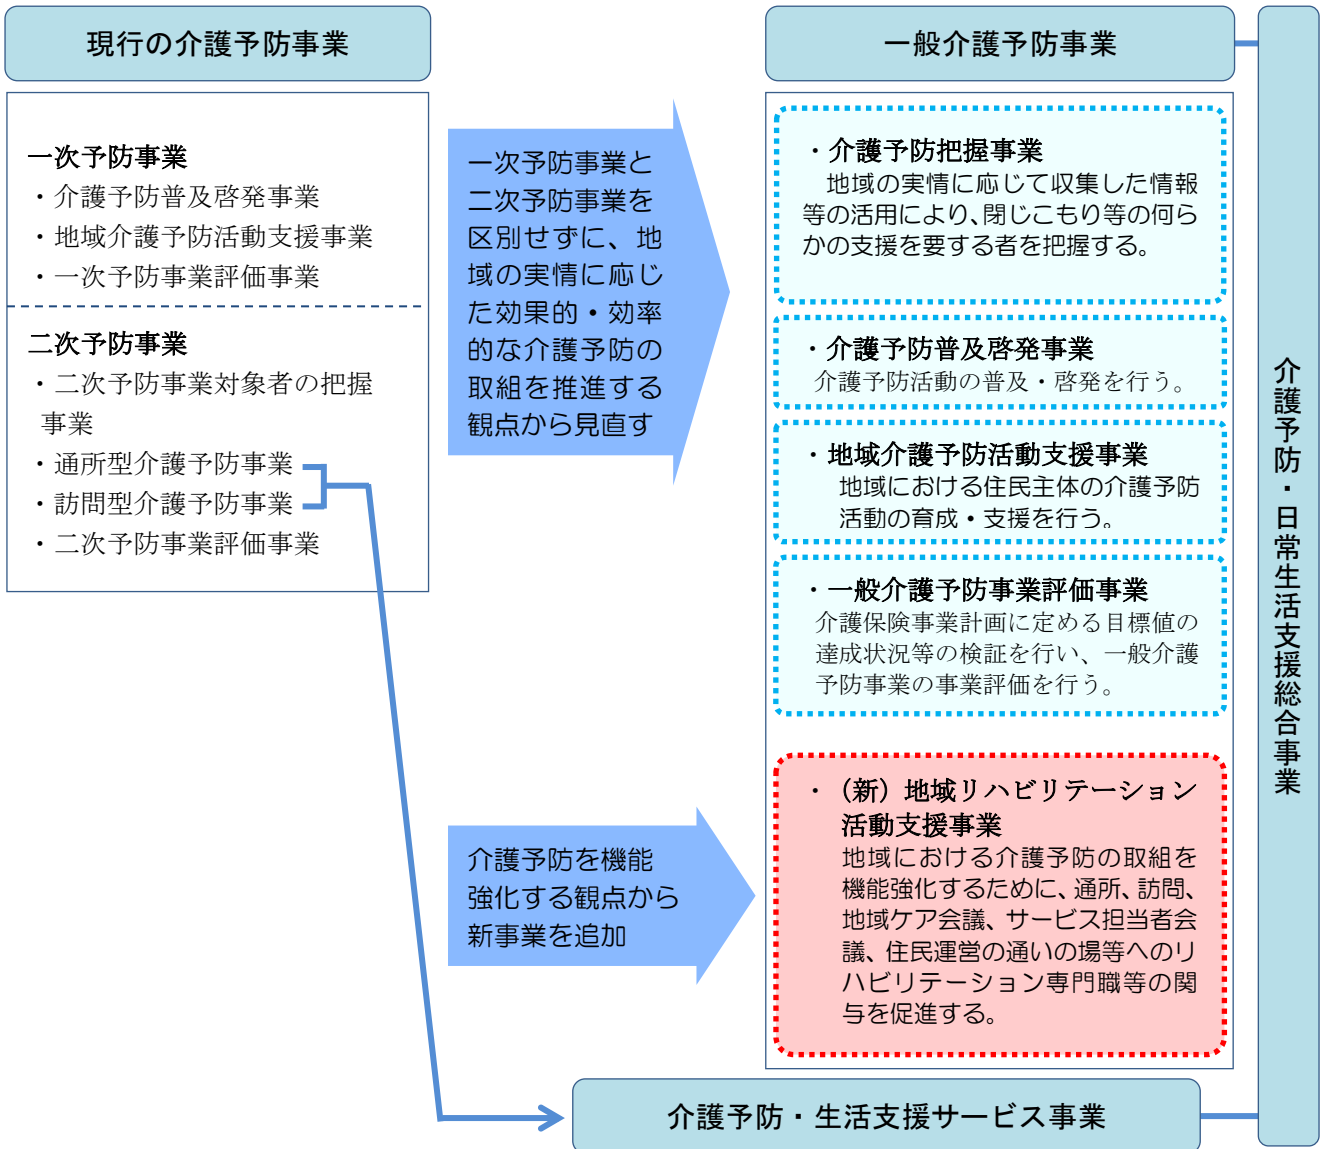 現行の介護予防事業
一次予防事業
・介護予防普及啓発事業
・地域介護予防活動支援事業
・一次予防事業評価事業
二次予防事業
・二次予防事業対象者の把握
事業
・通所型介護予防事業
・訪問型介護予防事業
・二次予防事業評価事業
一次予防事業と
二次予防事業を
区別せずに、地
域の実情に応じ
た効果的・効率
的な介護予防の
取組を推進する
観点から見直す
介護予防を機能
強化する観点から
新事業を追加
一般介護予防事業
・介護予防把握事業
地域の実情に応じて収集した情報
等の活用により、閉じこもり等の何ら
かの支援を要する者を把握する。
・介護予防普及啓発事業
介護予防活動の普及・啓発を行う。
・地域介護予防活動支援事業
地域における住民主体の介護予防
活動の育成・支援を行う。
・一般介護予防事業評価事業
介護保険事業計画に定める目標値の
達成状況等の検証を行い、一般介護
予防事業の事業評価を行う。
・（新）地域リハビリテーション
活動支援事業
地域における介護予防の取組を
機能強化するために、通所、訪問、
地域ケア会議、サービス担当者会
議、住民運営の通いの場等へのリ
ハビリテーション専門職等の関
与を促進する。
介護予防・生活支援サービス事業
介護予防・日常生活支援総合事業